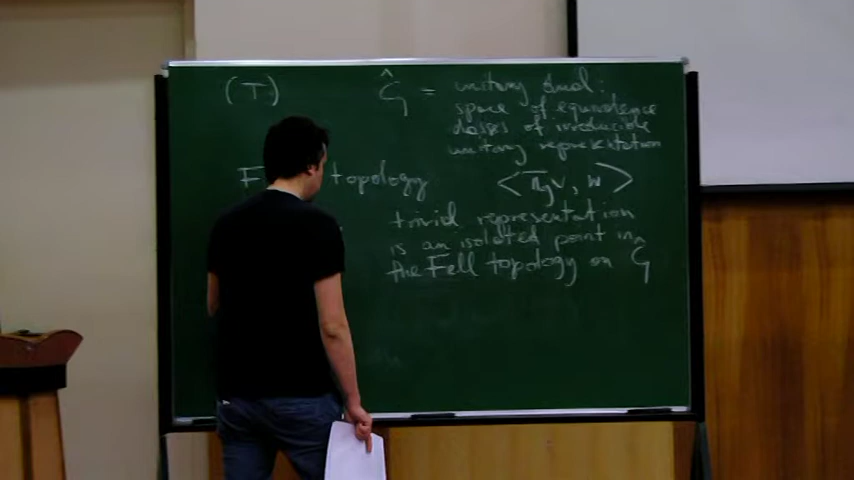 (T) Ĝ = unitary dual:
space of equivalence
classes of irreducible
unitary representation
F topology < π_g v, w >
trivial representation
is an isolated point in
the Fell topology on Ĝ